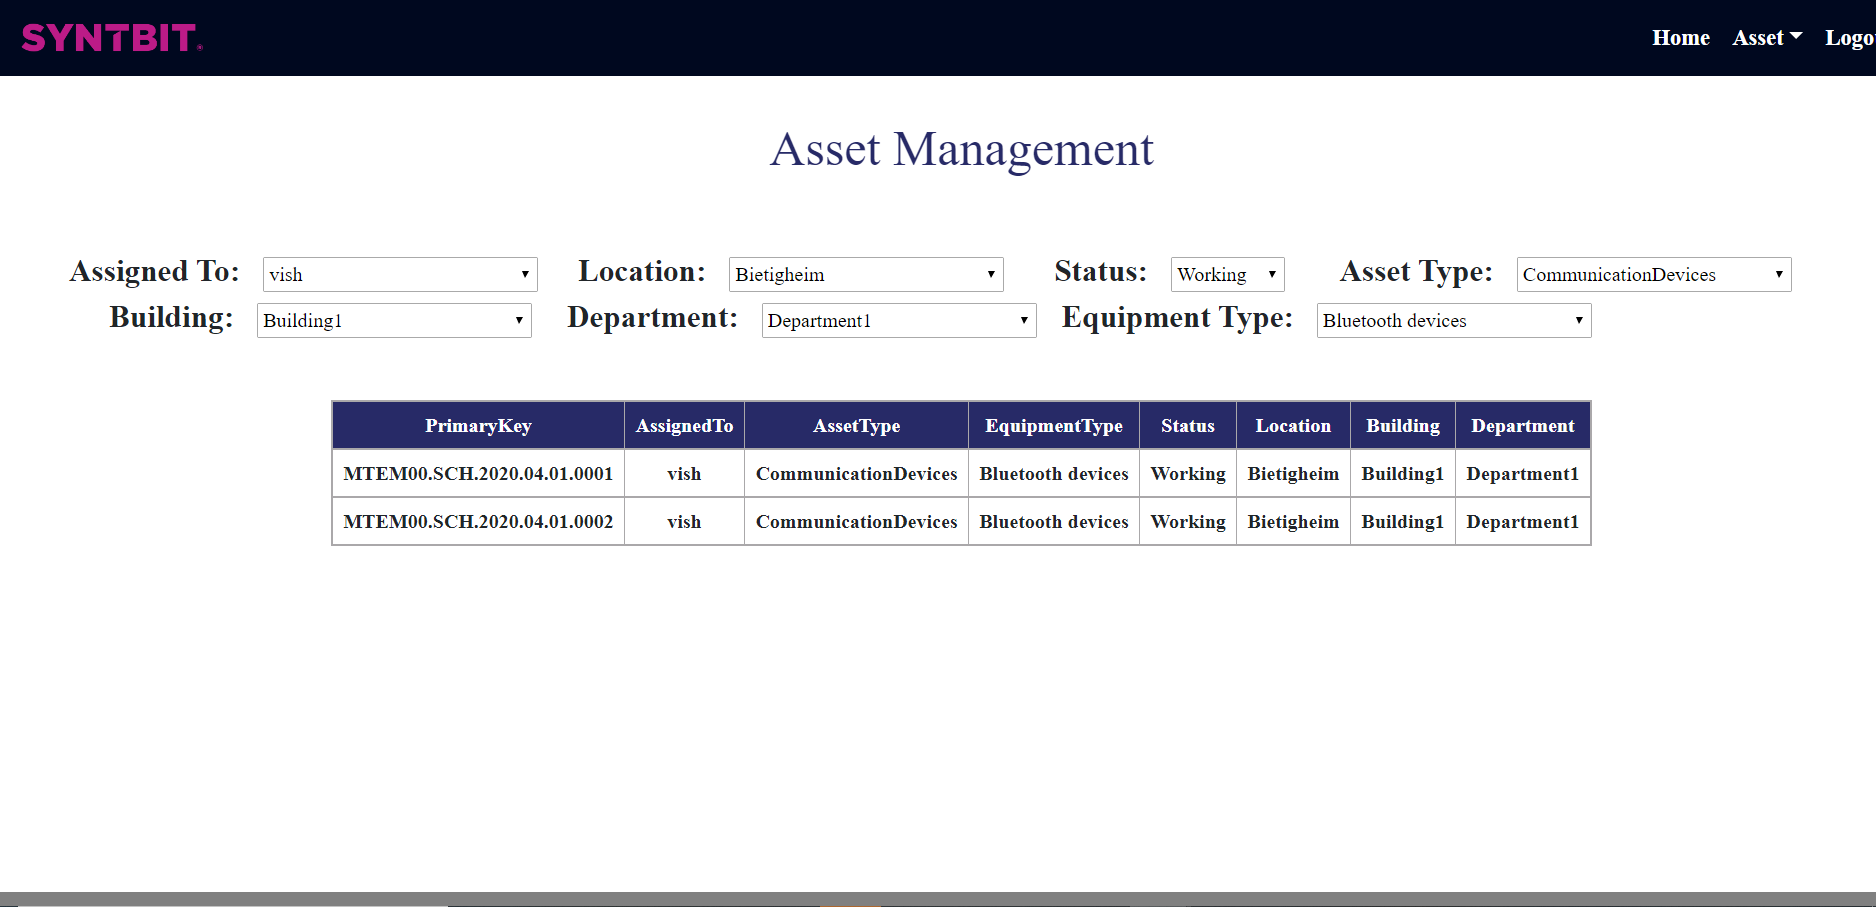 SYNTBIT
Home Asset Logo
Asset Management
Assigned To: vish Location: Bietigheim Status: Working Asset Type: CommunicationDevices
Building: Building1 Department: Department1 Equipment Type: Bluetooth devices
PrimaryKey AssignedTo AssetType EquipmentType Status Location Building Department
MTEM00.SCH.2020.04.01.0001 vish CommunicationDevices Bluetooth devices Working Bietigheim Building1 Department1
MTEM00.SCH.2020.04.01.0002 vish CommunicationDevices Bluetooth devices Working Bietigheim Building1 Department1